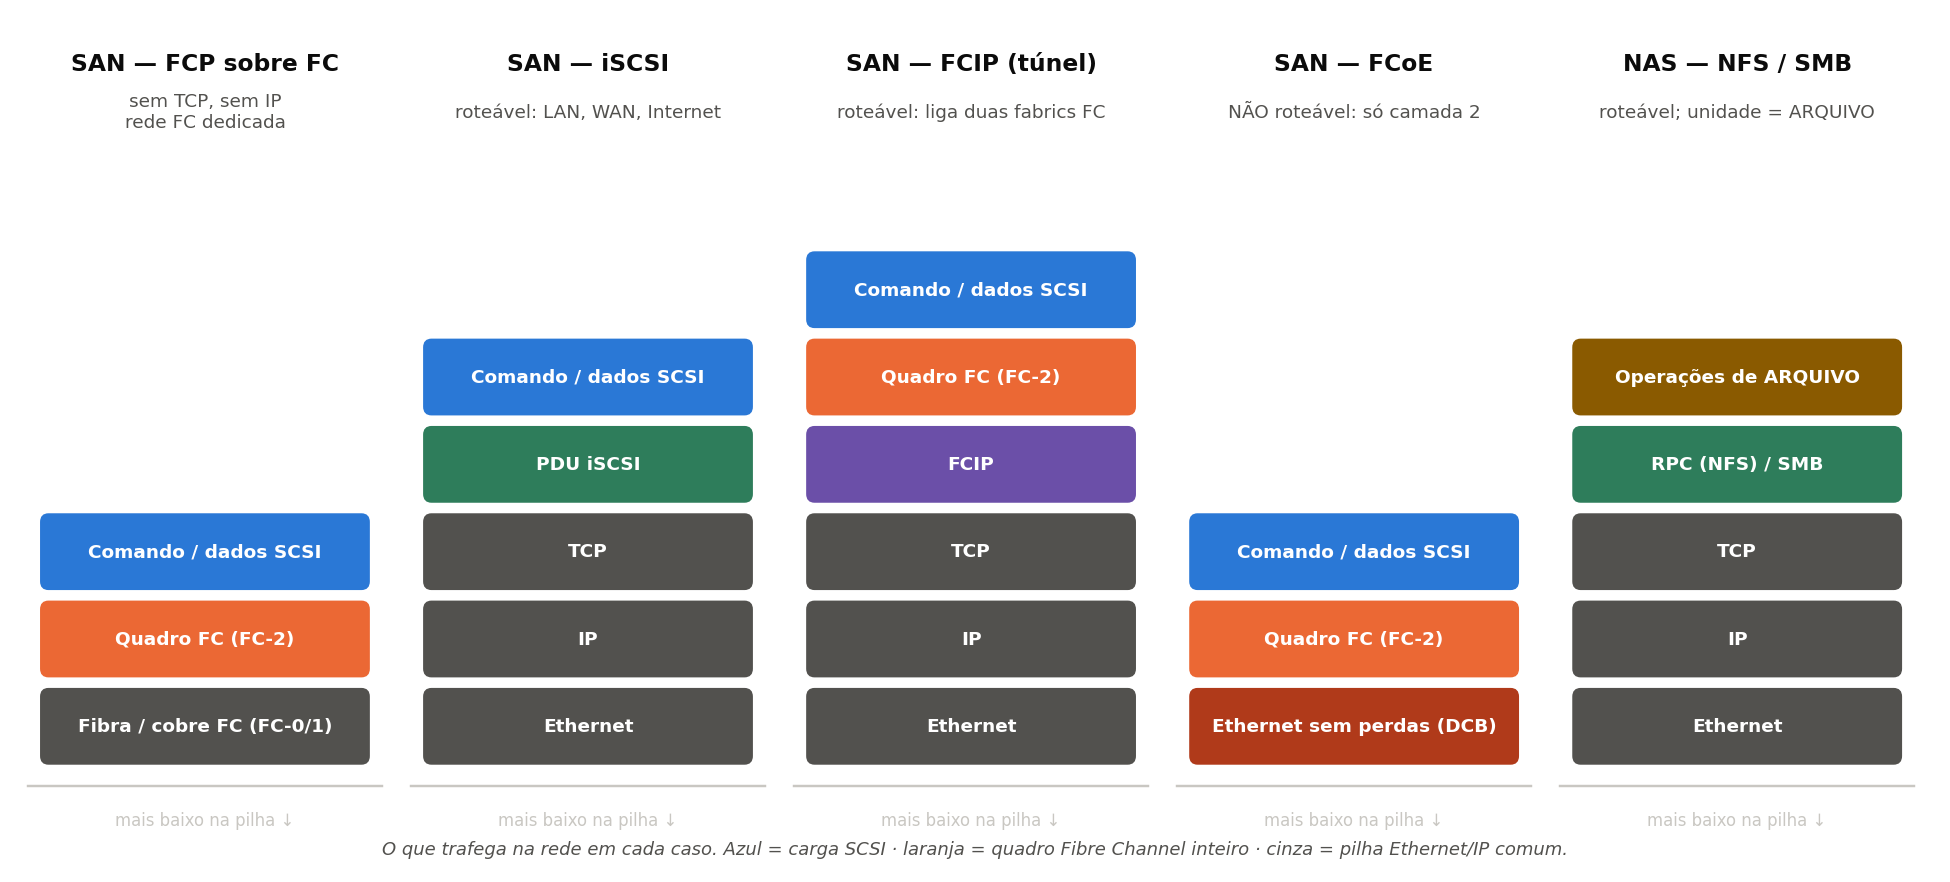 SAN — FCP sobre FC
sem TCP, sem IP
rede FC dedicada
Comando / dados SCSI
Quadro FC (FC-2)
Fibra / cobre FC (FC-0/1)
mais baixo na pilha ↓
SAN — iSCSI
roteável: LAN, WAN, Internet
Comando / dados SCSI
PDU iSCSI
TCP
IP
Ethernet
mais baixo na pilha ↓
SAN — FCIP (túnel)
roteável: liga duas fabrics FC
Comando / dados SCSI
Quadro FC (FC-2)
FCIP
TCP
IP
Ethernet
mais baixo na pilha ↓
SAN — FCoE
NÃO roteável: só camada 2
Comando / dados SCSI
Quadro FC (FC-2)
Ethernet sem perdas (DCB)
mais baixo na pilha ↓
NAS — NFS / SMB
roteável; unidade = ARQUIVO
Operações de ARQUIVO
RPC (NFS) / SMB
TCP
IP
Ethernet
mais baixo na pilha ↓
O que trafega na rede em cada caso. Azul = carga SCSI · laranja = quadro Fibre Channel inteiro · cinza = pilha Ethernet/IP comum.